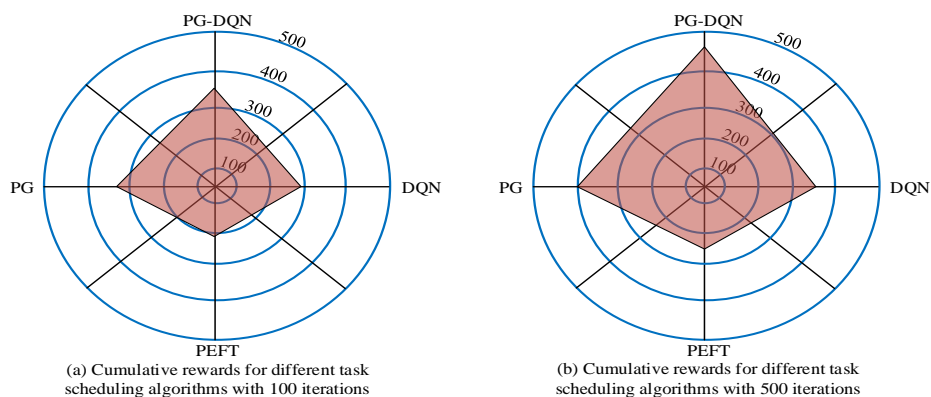 PG-DQN
500
400
300
200
100
PG
DQN
PEFT
(a) Cumulative rewards for different task
scheduling algorithms with 100 iterations
PG-DQN
500
400
300
200
100
PG
DQN
PEFT
(b) Cumulative rewards for different task
scheduling algorithms with 500 iterations